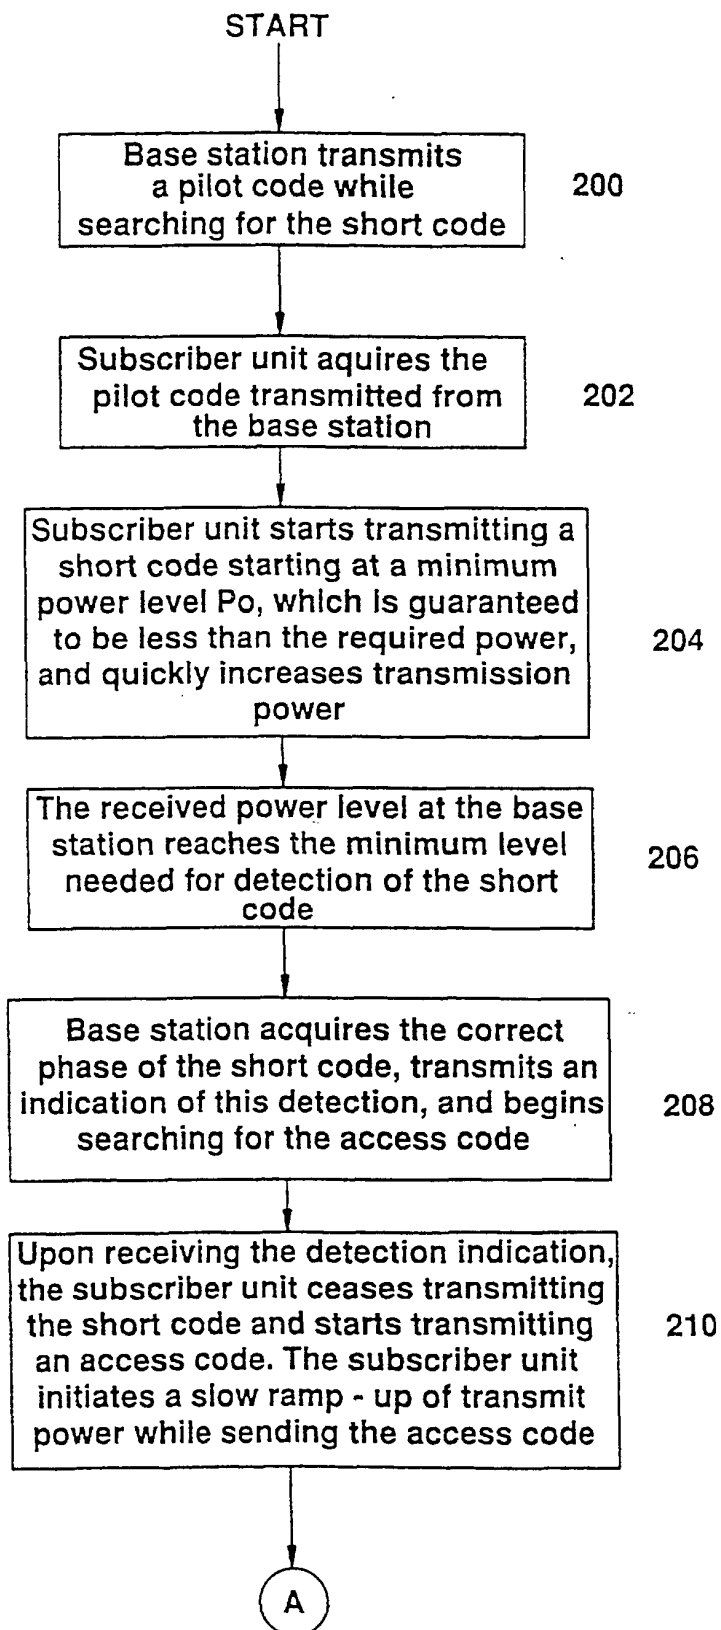 START
Base station transmits
a pilot code while
searching for the short code
200
Subscriber unit aquires the
pilot code transmitted from
the base station
202
Subscriber unit starts transmitting a
short code starting at a minimum
power level Po, which is guaranteed
to be less than the required power,
and quickly increases transmission
power
204
The received power level at the base
station reaches the minimum level
needed for detection of the short
code
206
Base station acquires the correct
phase of the short code, transmits an
indication of this detection, and begins
searching for the access code
208
Upon receiving the detection indication,
the subscriber unit ceases transmitting
the short code and starts transmitting
an access code. The subscriber unit
initiates a slow ramp - up of transmit
power while sending the access code
210
A